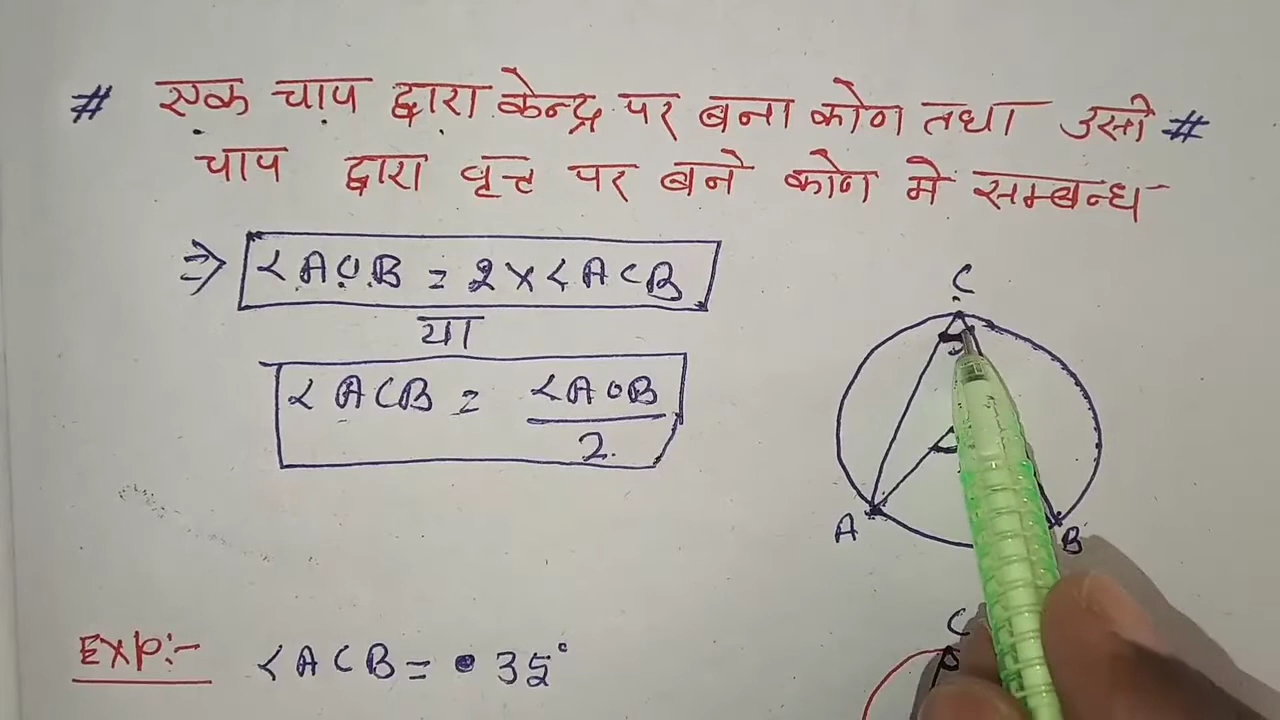 # एक चाप द्वारा केन्द्र पर बना कोण तथा उसी #
चाप द्वारा वृत्त पर बने कोण मे सम्बन्ध
⇒ ∠AOB = 2×∠ACB
या
∠ACB = ∠AOB
2
C
A
B
C
Exp:- ∠ACB = 35°